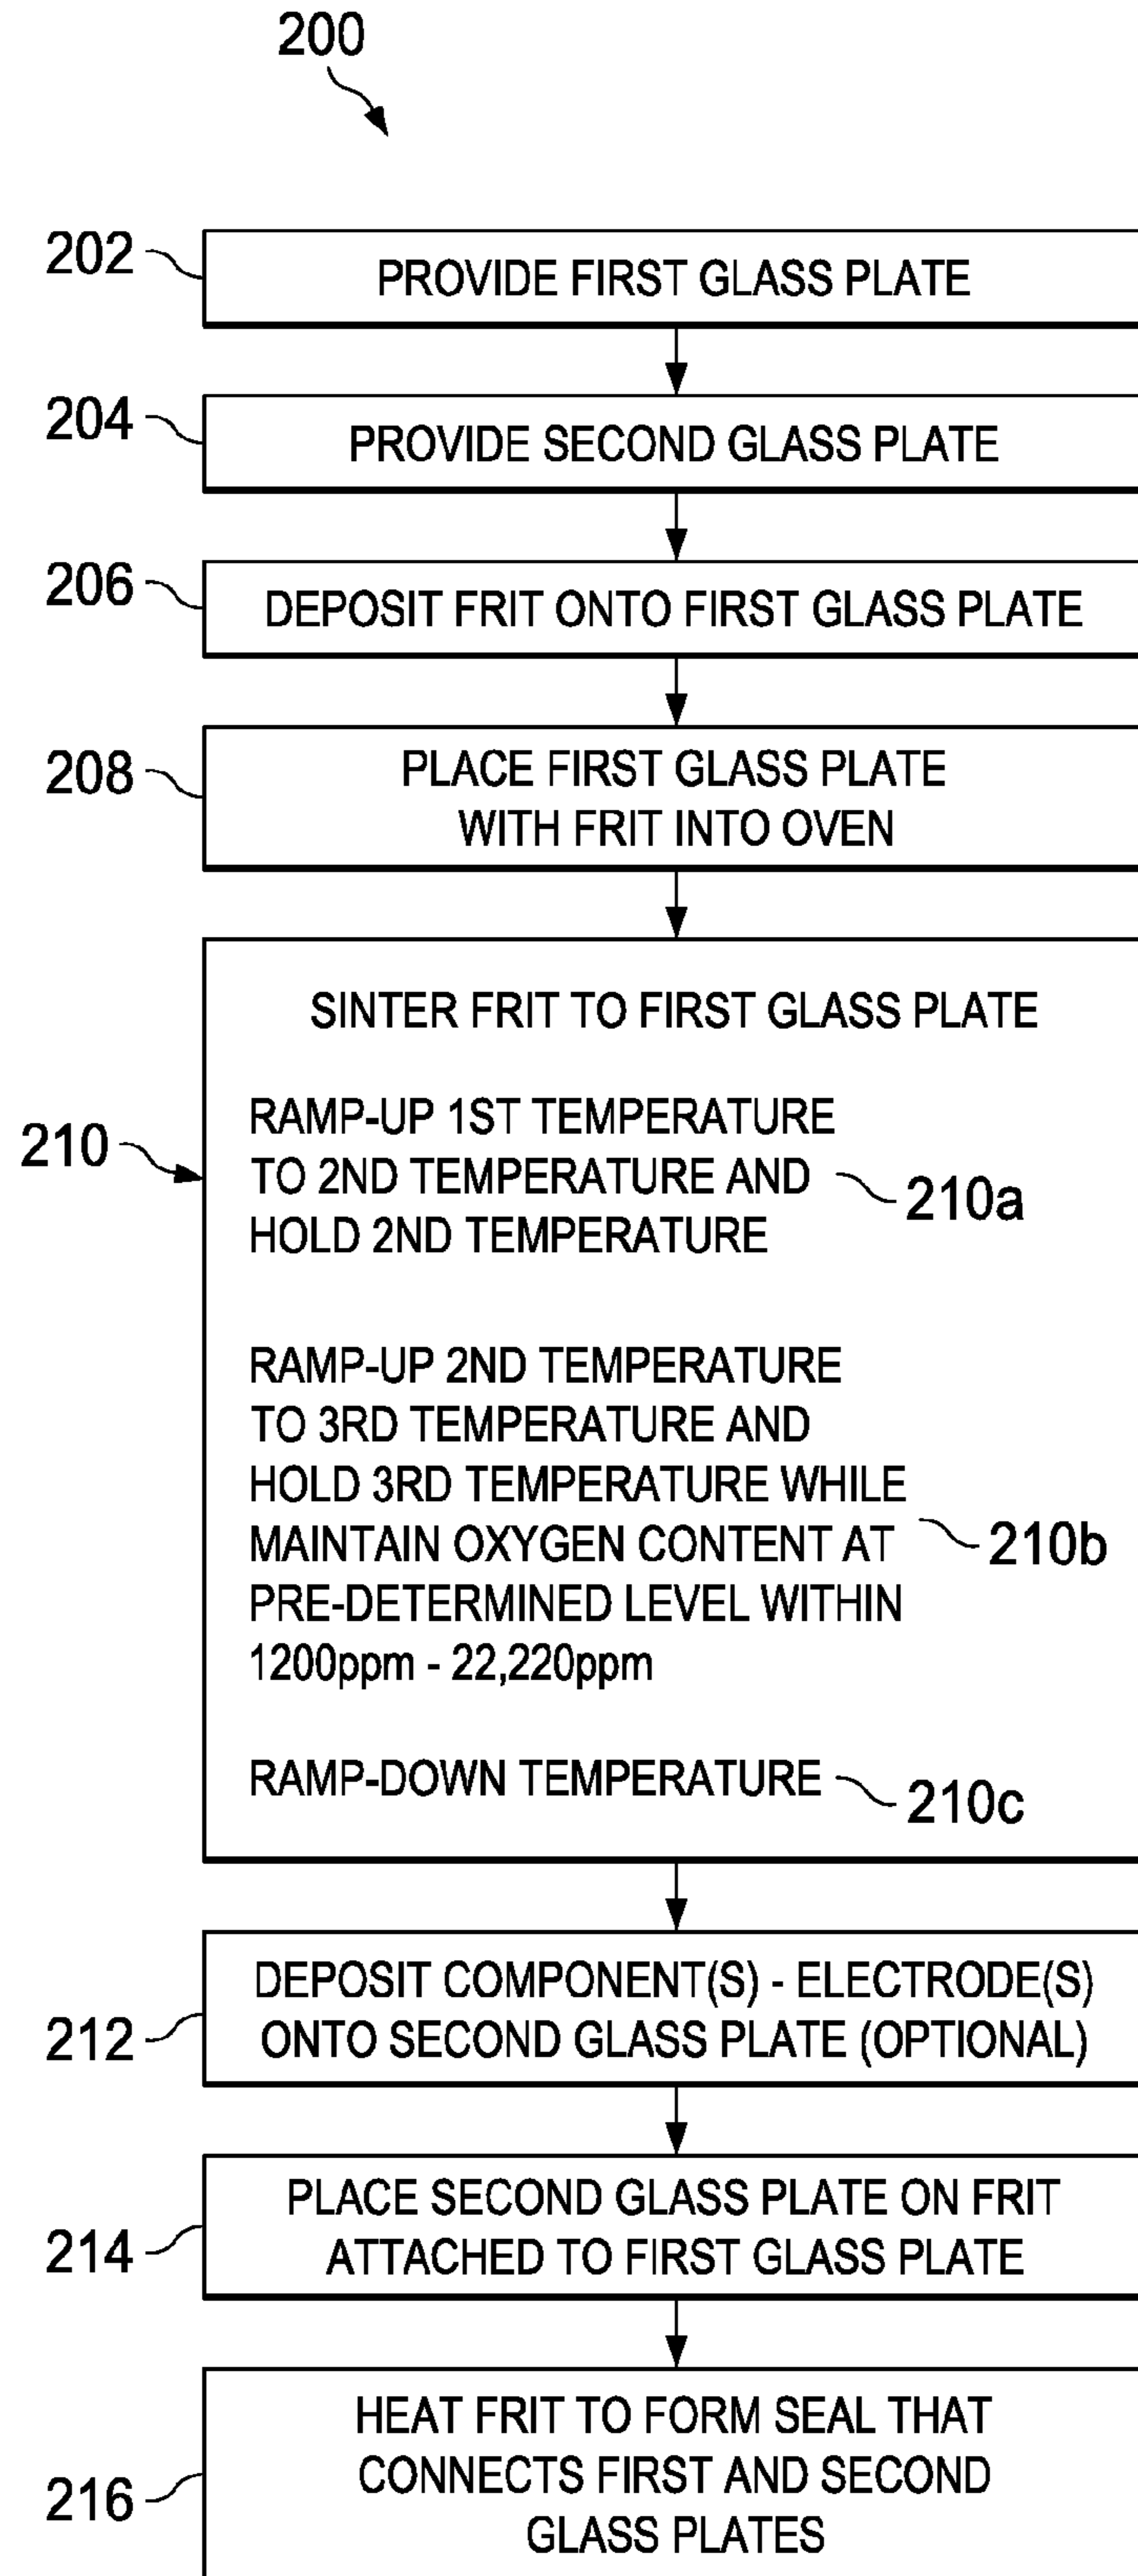 200
202
PROVIDE FIRST GLASS PLATE
204
PROVIDE SECOND GLASS PLATE
206
DEPOSIT FRIT ONTO FIRST GLASS PLATE
208
PLACE FIRST GLASS PLATE
WITH FRIT INTO OVEN
210
SINTER FRIT TO FIRST GLASS PLATE
RAMP-UP 1ST TEMPERATURE
TO 2ND TEMPERATURE AND
HOLD 2ND TEMPERATURE
210a
RAMP-UP 2ND TEMPERATURE
TO 3RD TEMPERATURE AND
HOLD 3RD TEMPERATURE WHILE
MAINTAIN OXYGEN CONTENT AT
PRE-DETERMINED LEVEL WITHIN
1200ppm - 22,220ppm
210b
RAMP-DOWN TEMPERATURE
210c
212
DEPOSIT COMPONENT(S) - ELECTRODE(S)
ONTO SECOND GLASS PLATE (OPTIONAL)
214
PLACE SECOND GLASS PLATE ON FRIT
ATTACHED TO FIRST GLASS PLATE
216
HEAT FRIT TO FORM SEAL THAT
CONNECTS FIRST AND SECOND
GLASS PLATES